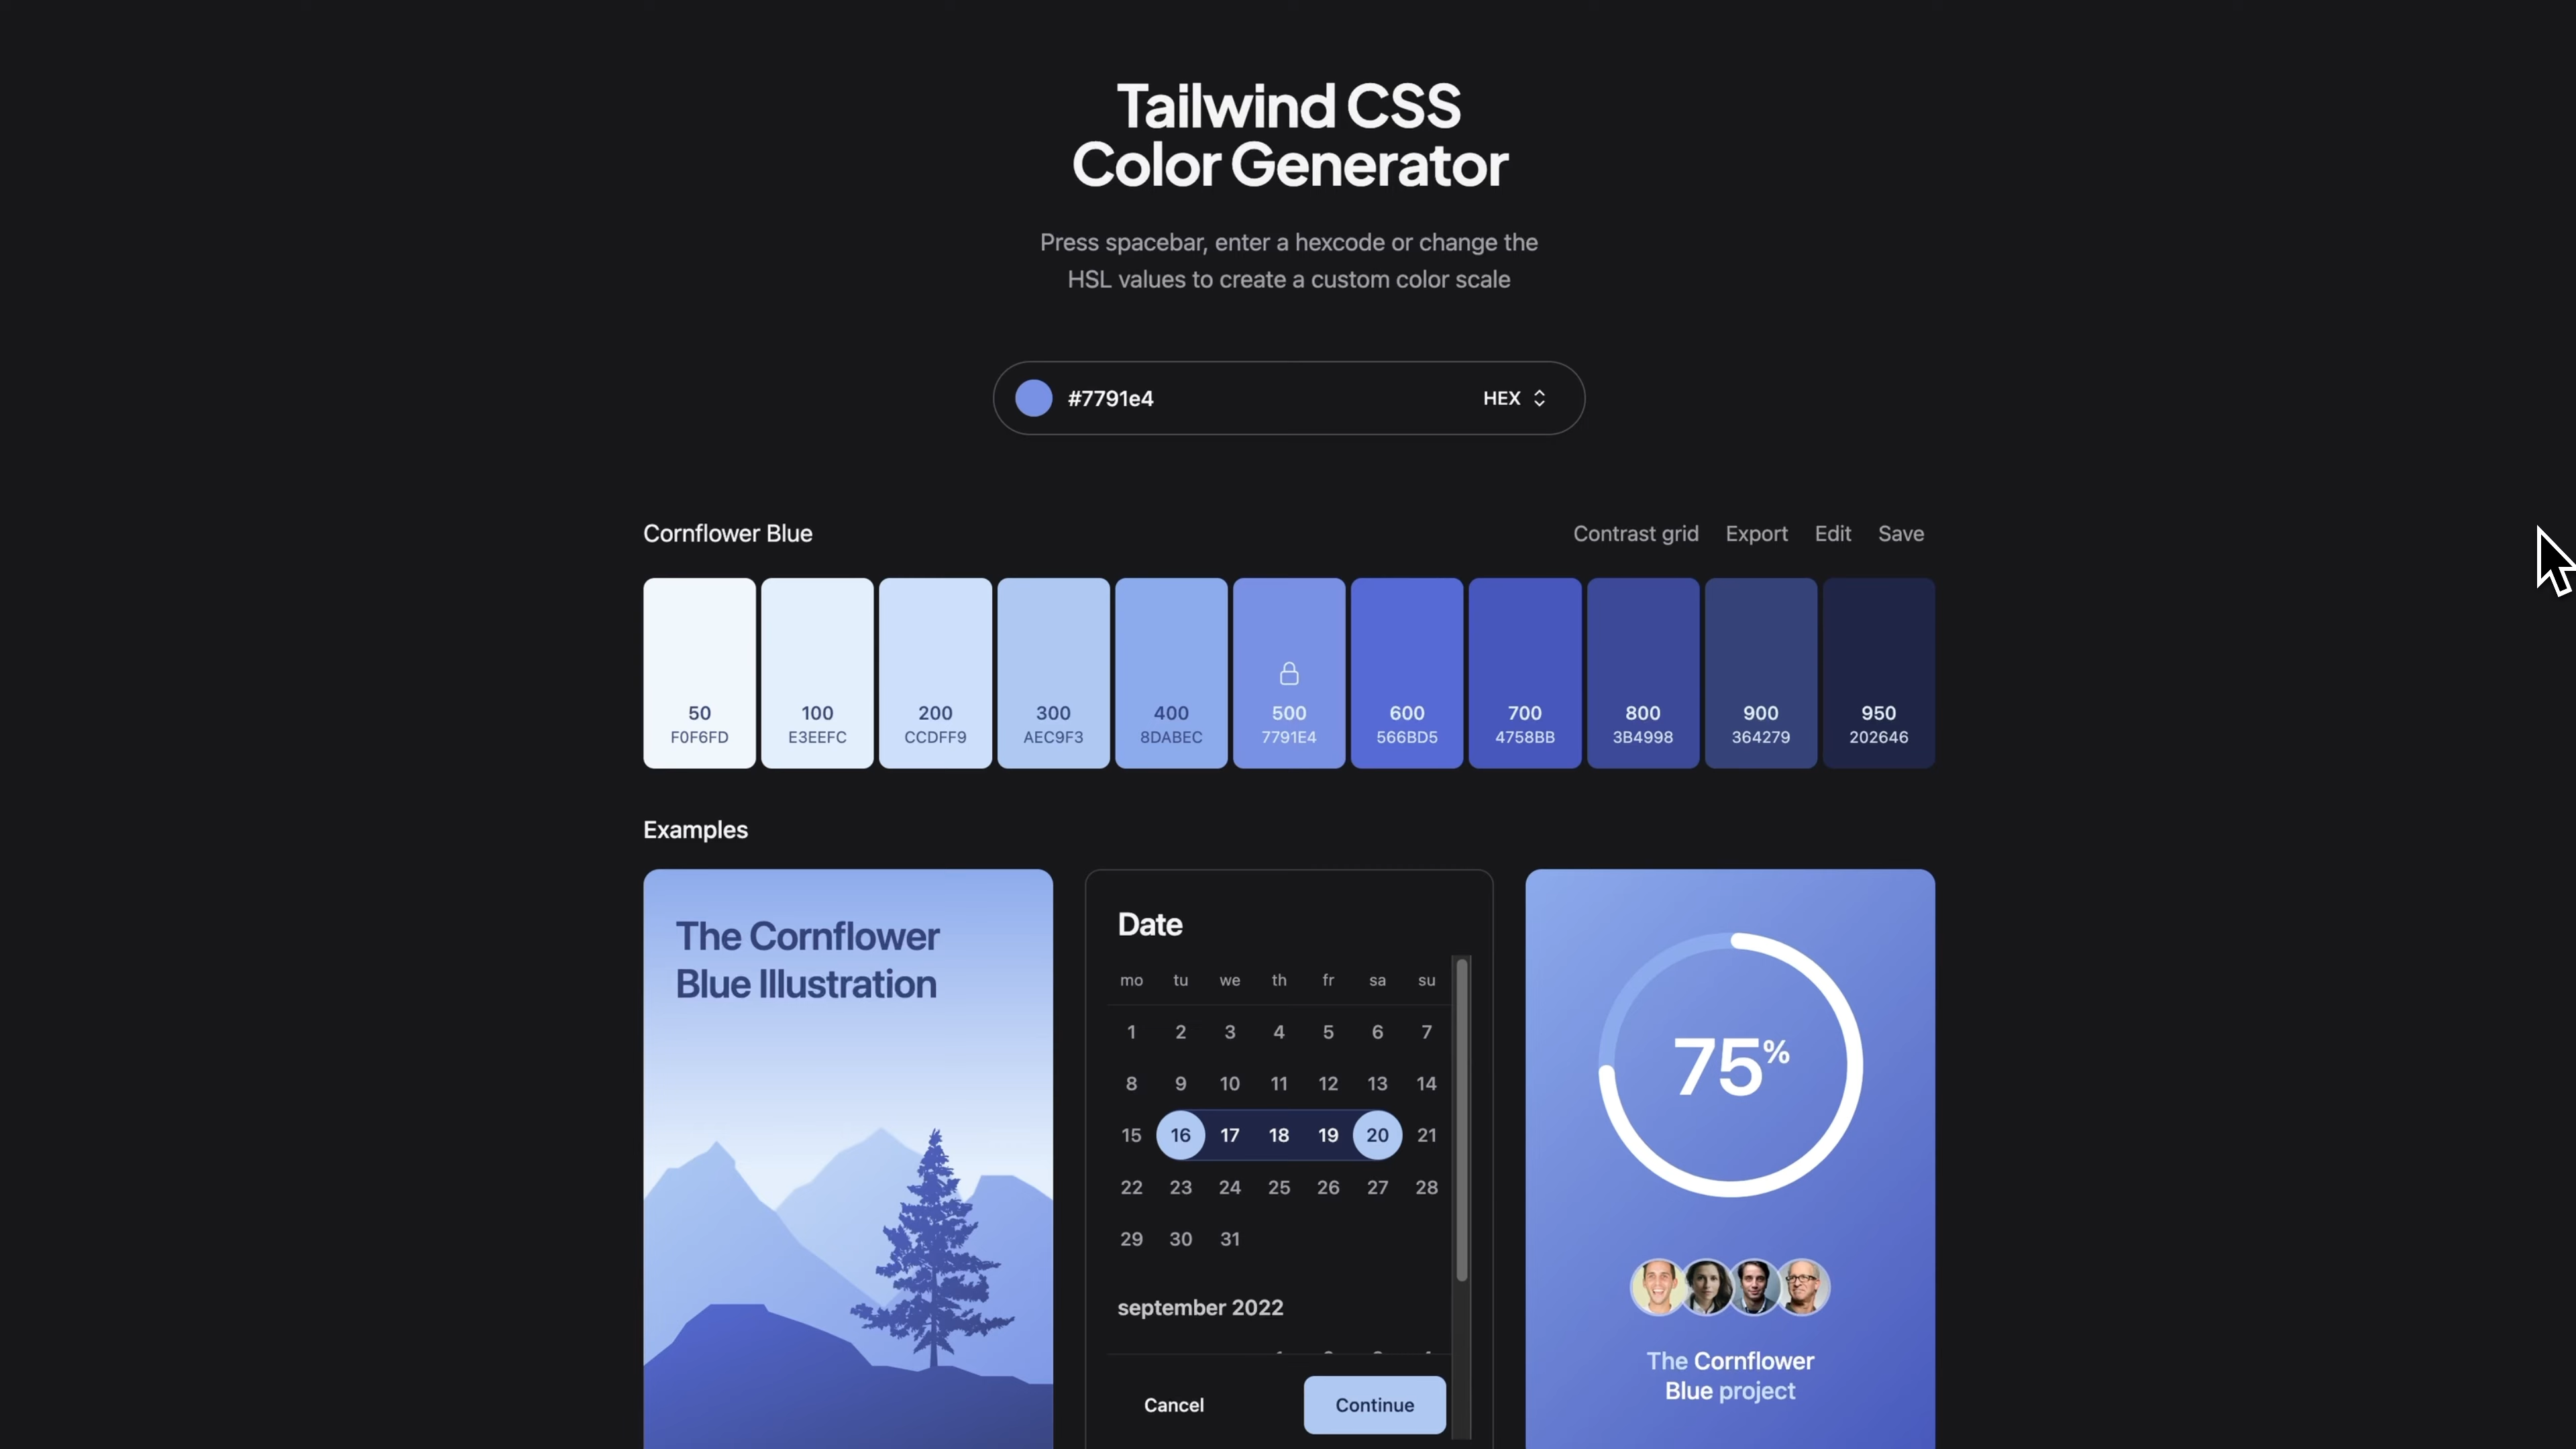 Tailwind CSS
Color Generator
Press spacebar, enter a hexcode or change the
HSL values to create a custom color scale
#7791e4
HEX
Cornflower Blue
Contrast grid Export Edit Save
50 100 200 300 400 500 600 700 800 900 950
F0F6FD E3EEFC CCDFF9 AEC9F3 8DABEC 7791E4 566BD5 4758BB 3B4998 364279 202646
Examples
The Cornflower
Blue Illustration
Date
mo tu we th fr sa su
1 2 3 4 5 6 7
8 9 10 11 12 13 14
15 16 17 18 19 20 21
22 23 24 25 26 27 28
29 30 31
september 2022
Cancel Continue
75%
The Cornflower
Blue project